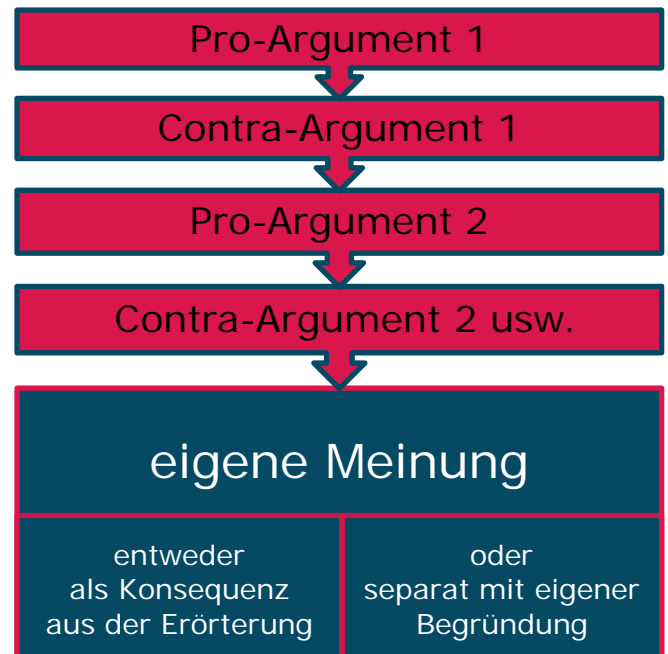 Pro-Argument 1
Contra-Argument 1
Pro-Argument 2
Contra-Argument 2 usw.
eigene Meinung
entweder
als Konsequenz
aus der Erörterung
oder
separat mit eigener
Begründung